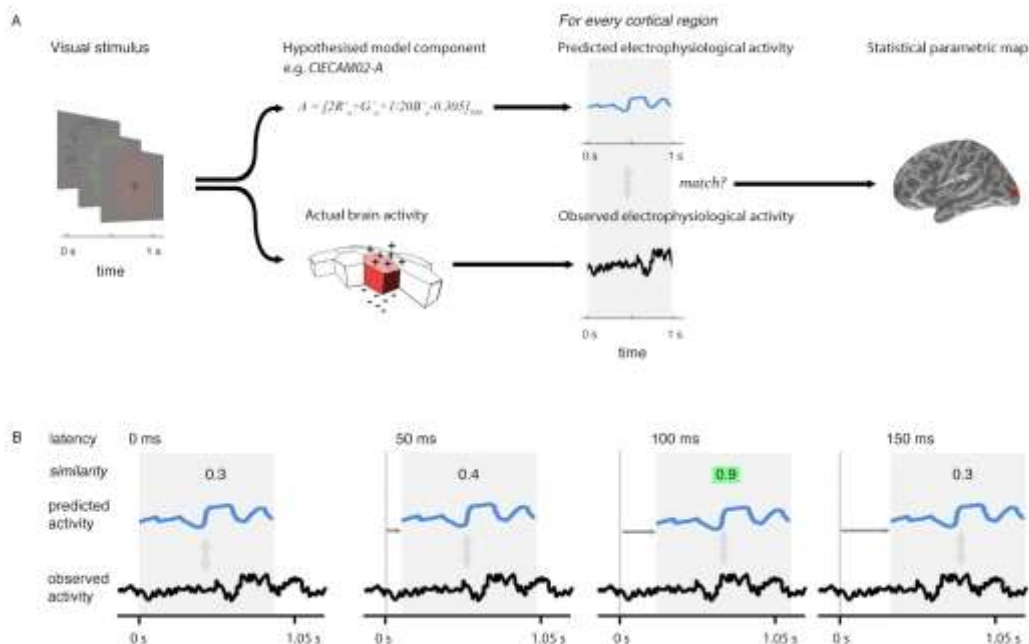 A
For every cortical region
Visual stimulus
Hypothesised model component
e.g. CIECAM02-A
Predicted electrophysiological activity
Statistical parametric map
0 s 1 s
match?
Actual brain activity
Observed electrophysiological activity
0 s 1 s
time
0 s 1 s
time
B
latency 0 ms 50 ms 100 ms 150 ms
similarity 0.3 0.4 0.9 0.3
predicted
activity
observed
activity
0 s 1.05 s 0 s 1.05 s 0 s 1.05 s 0 s 1.05 s